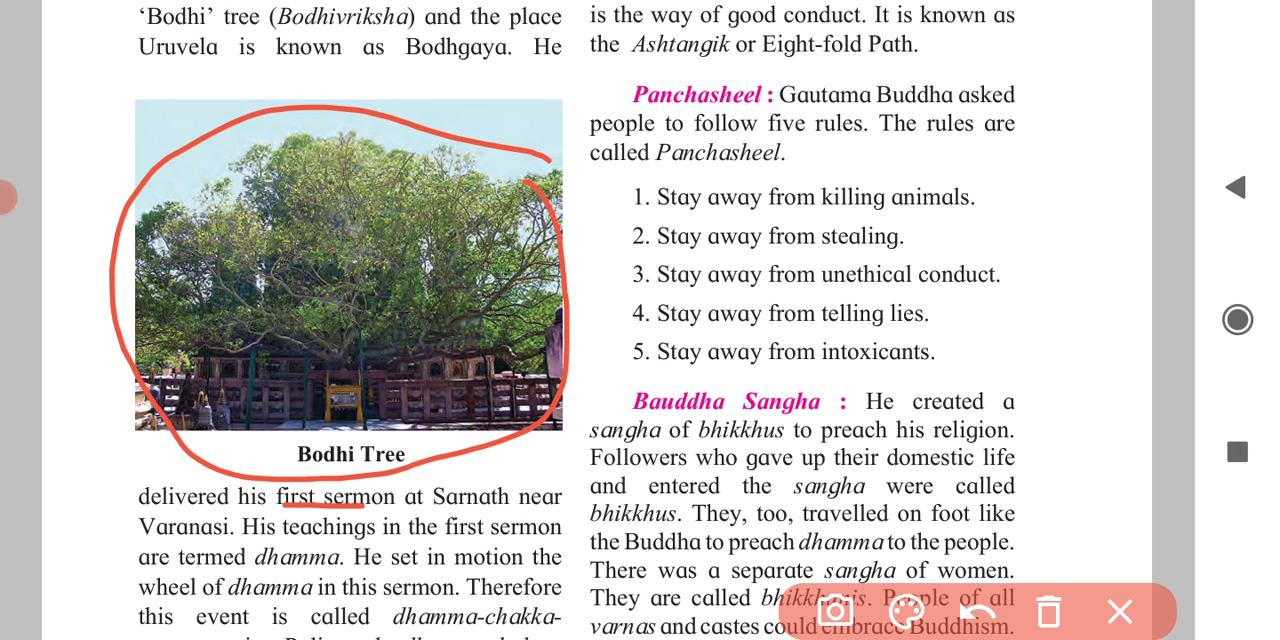 ‘Bodhi’ tree (Bodhivriksha) and the place
Uruvela is known as Bodhgaya. He
Bodhi Tree
delivered his first sermon at Sarnath near
Varanasi. His teachings in the first sermon
are termed dhamma. He set in motion the
wheel of dhamma in this sermon. Therefore
this event is called dhamma-chakka-
is the way of good conduct. It is known as
the Ashtangik or Eight-fold Path.
Panchasheel : Gautama Buddha asked
people to follow five rules. The rules are
called Panchasheel.
1. Stay away from killing animals.
2. Stay away from stealing.
3. Stay away from unethical conduct.
4. Stay away from telling lies.
5. Stay away from intoxicants.
Bauddha Sangha : He created a
sangha of bhikkhus to preach his religion.
Followers who gave up their domestic life
and entered the sangha were called
bhikkhus. They, too, travelled on foot like
the Buddha to preach dhamma to the people.
There was a separate sangha of women.
They are called bhikkhunis. People of all
varnas and castes could embrace Buddhism.